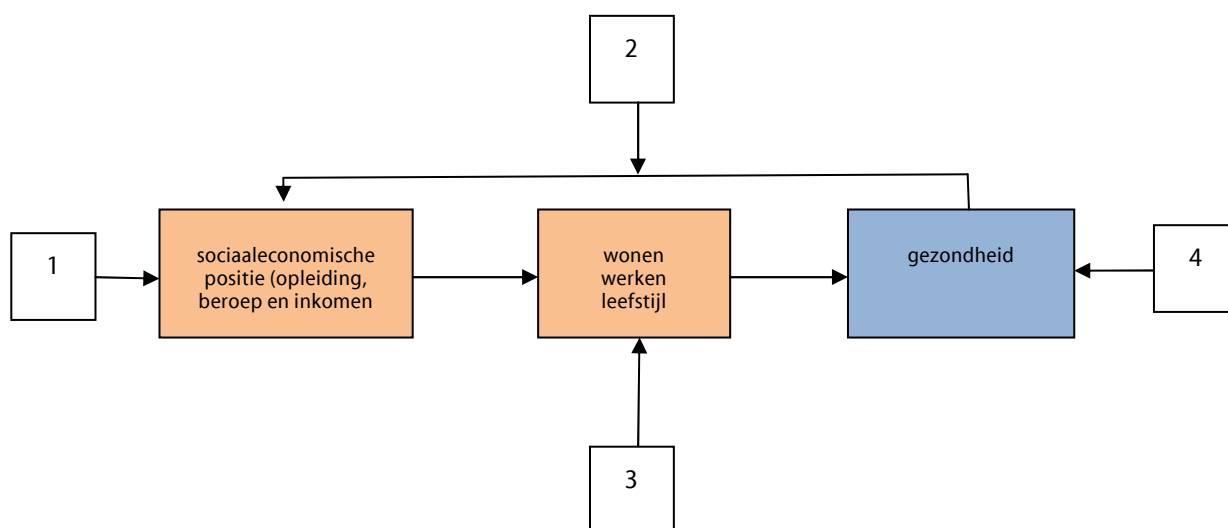 2
1
sociaaleconomische
positie (opleiding,
beroep en inkomen
wonen
werken
leefstijl
gezondheid
4
3